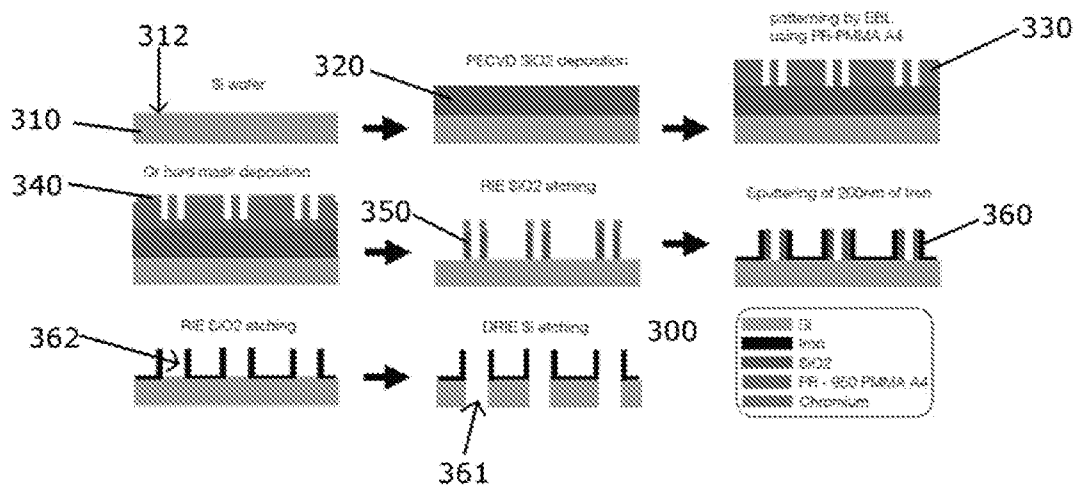 312
310
Si wafer
320
PECVD SiO2 deposition
patterning by EBL
using PR-PMMA A4
330
Cr hard mask deposition
340
RIE SiO2 etching
350
Sputtering of 200nm of Iron
360
RIE SiO2 etching
362
DRIE Si etching
361
300
Si
Iron
SiO2
PR - 950 PMMA A4
Chromium